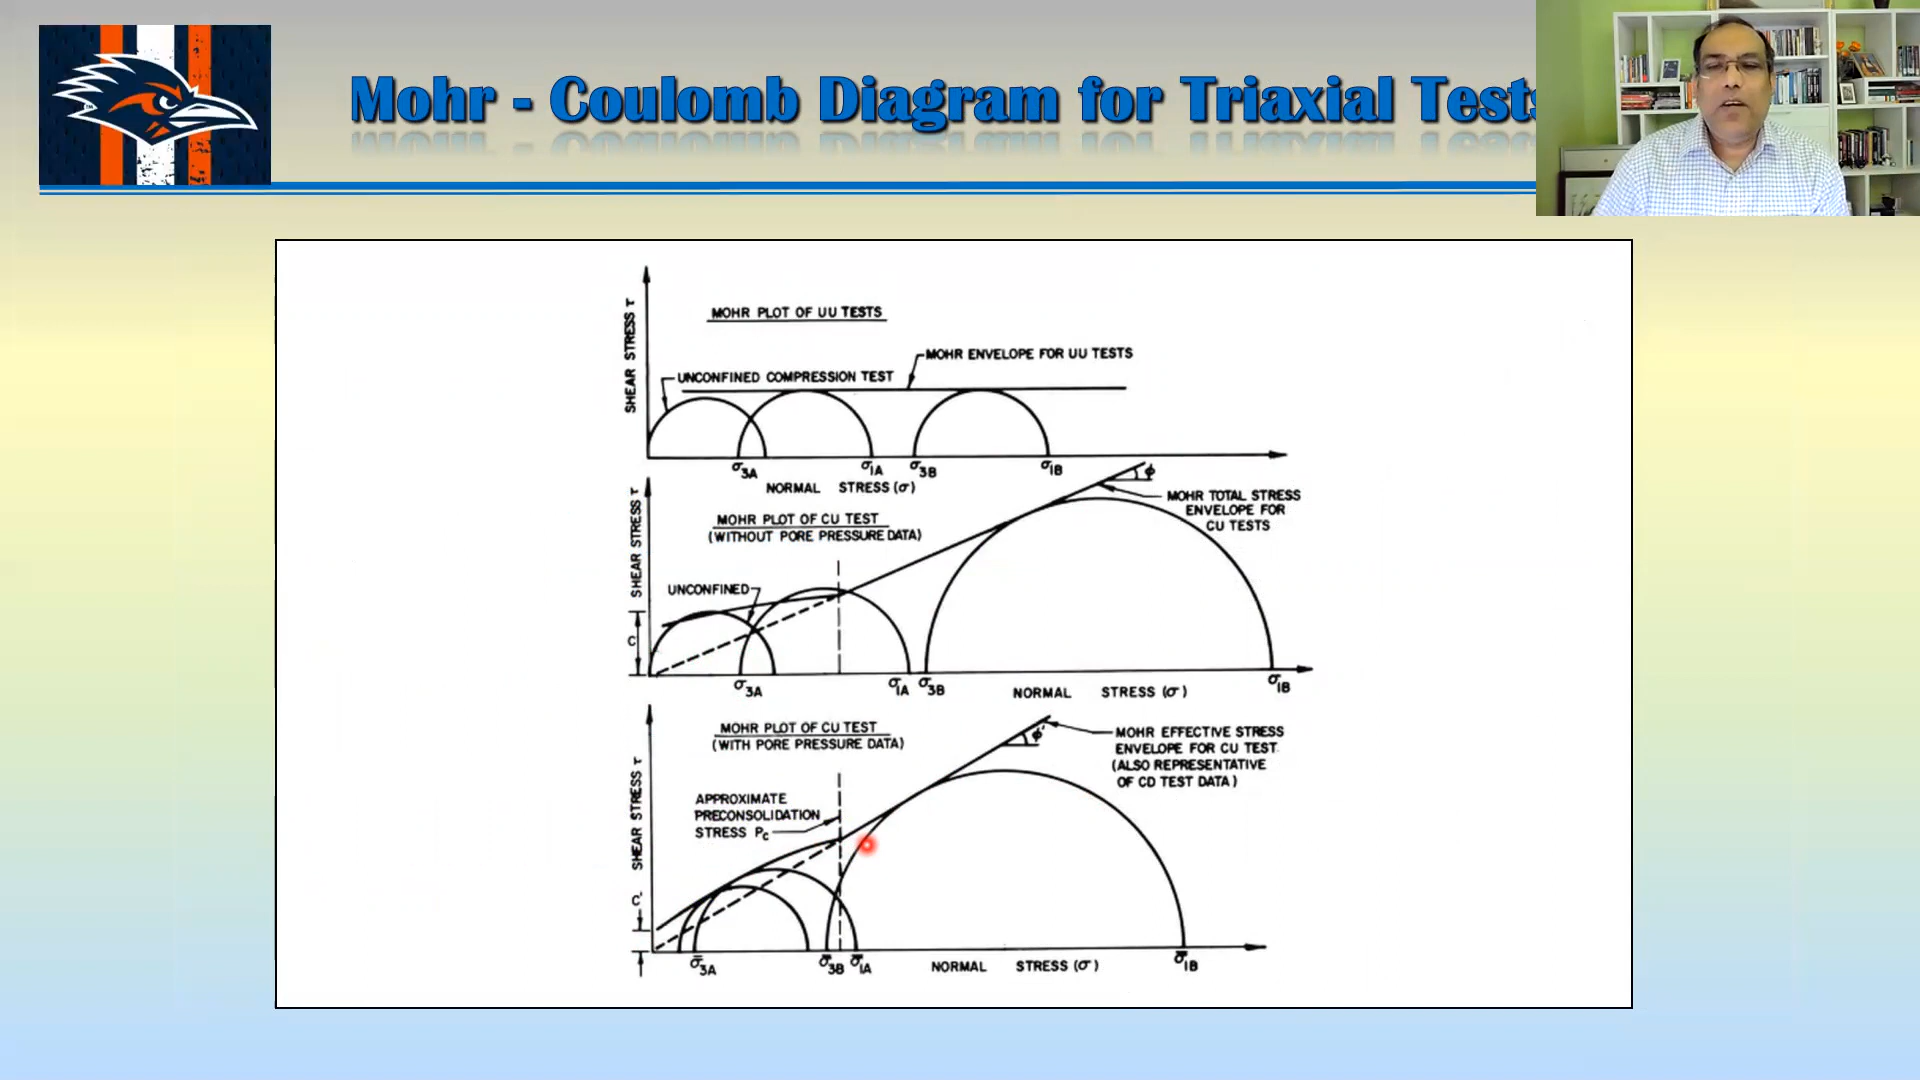 Mohr - Coulomb Diagram for Triaxial Tests
MOHR PLOT OF UU TESTS
SHEAR STRESS τ
MOHR ENVELOPE FOR UU TESTS
UNCONFINED COMPRESSION TEST
σ3A
σ1A
σ3B
σ1B
NORMAL STRESS (σ)
ϕ
MOHR TOTAL STRESS
ENVELOPE FOR
CU TESTS
MOHR PLOT OF CU TEST
(WITHOUT PORE PRESSURE DATA)
SHEAR STRESS τ
UNCONFINED
C
σ3A
σ1A
σ3B
σ1B
NORMAL STRESS (σ)
MOHR PLOT OF CU TEST
(WITH PORE PRESSURE DATA)
ϕ'
MOHR EFFECTIVE STRESS
ENVELOPE FOR CU TEST
(ALSO REPRESENTATIVE
OF CD TEST DATA)
SHEAR STRESS τ
APPROXIMATE
PRECONSOLIDATION
STRESS Pc
C'
σ̅3A
σ̅3B
σ̅1A
σ̅1B
NORMAL STRESS (σ)